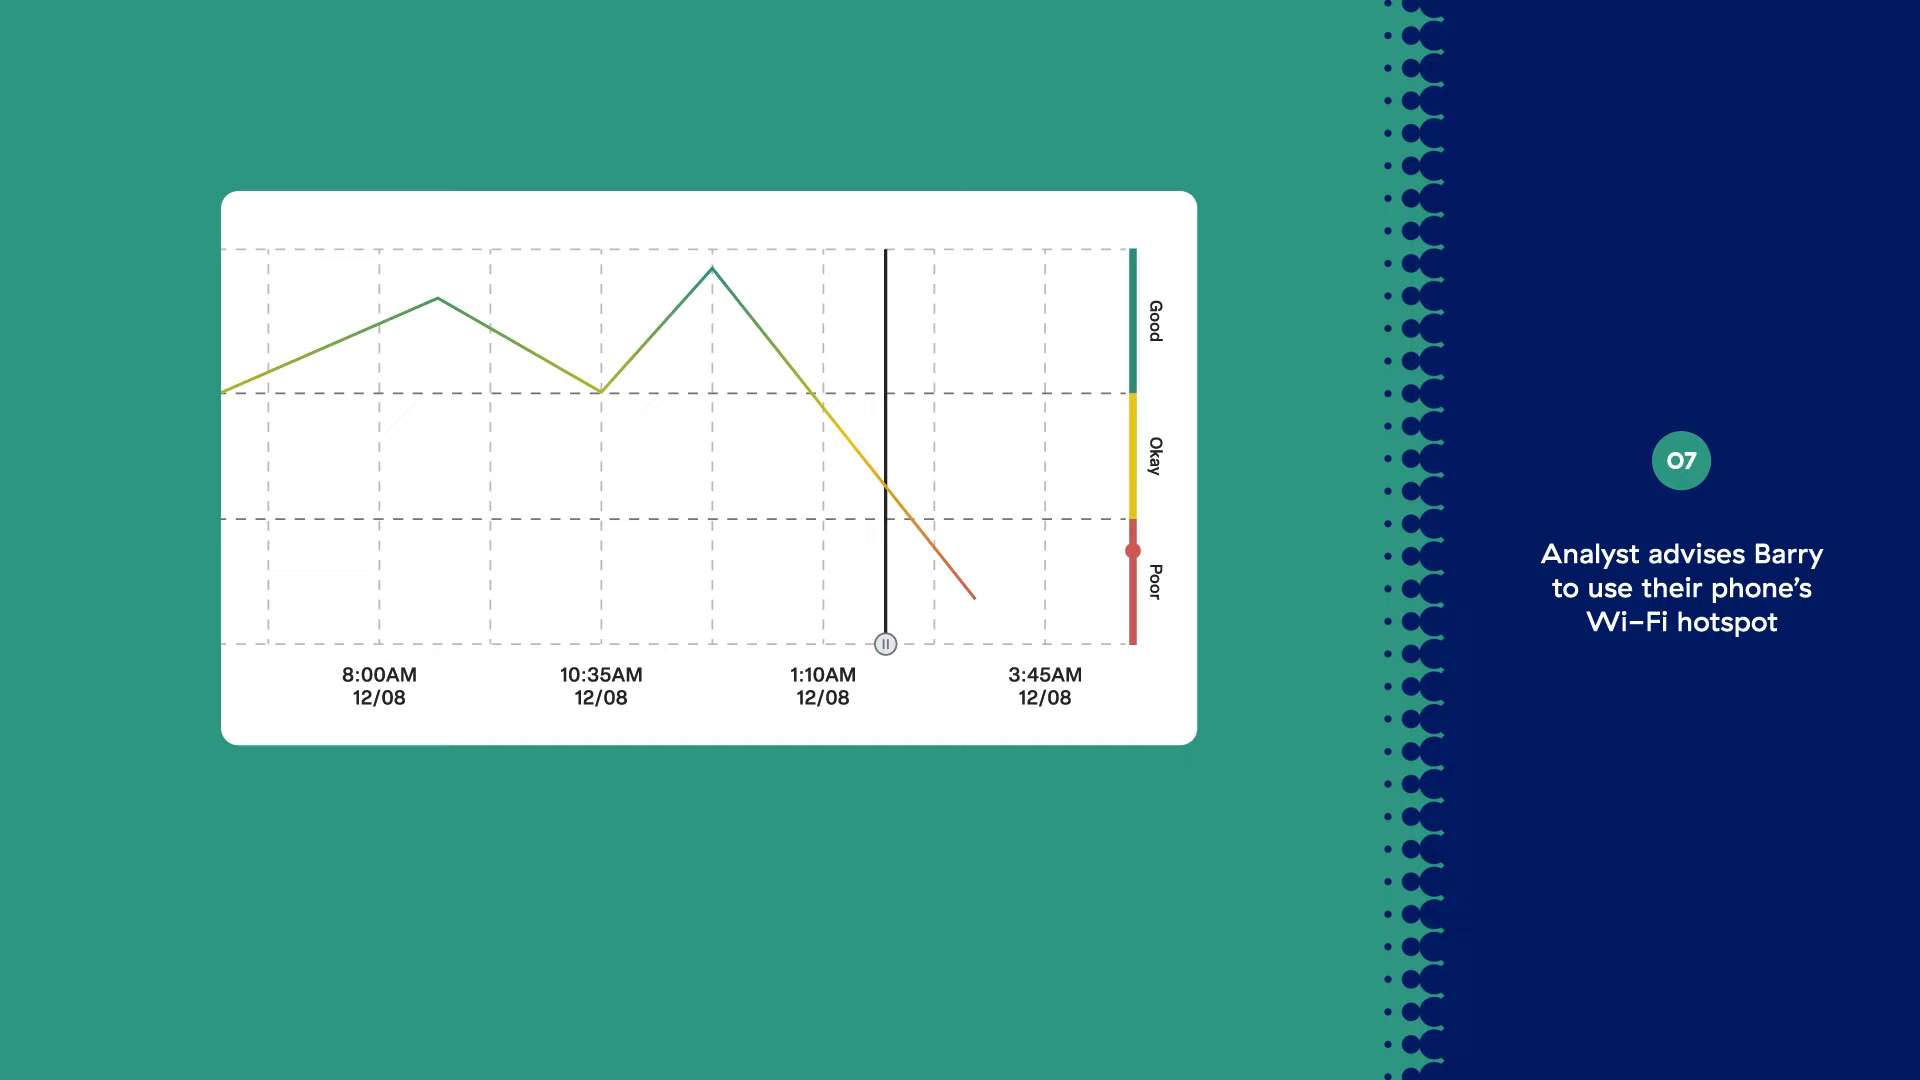 Good
Okay
Poor
8:00AM
12/08
10:35AM
12/08
1:10AM
12/08
3:45AM
12/08
07
Analyst advises Barry
to use their phone’s
Wi–Fi hotspot